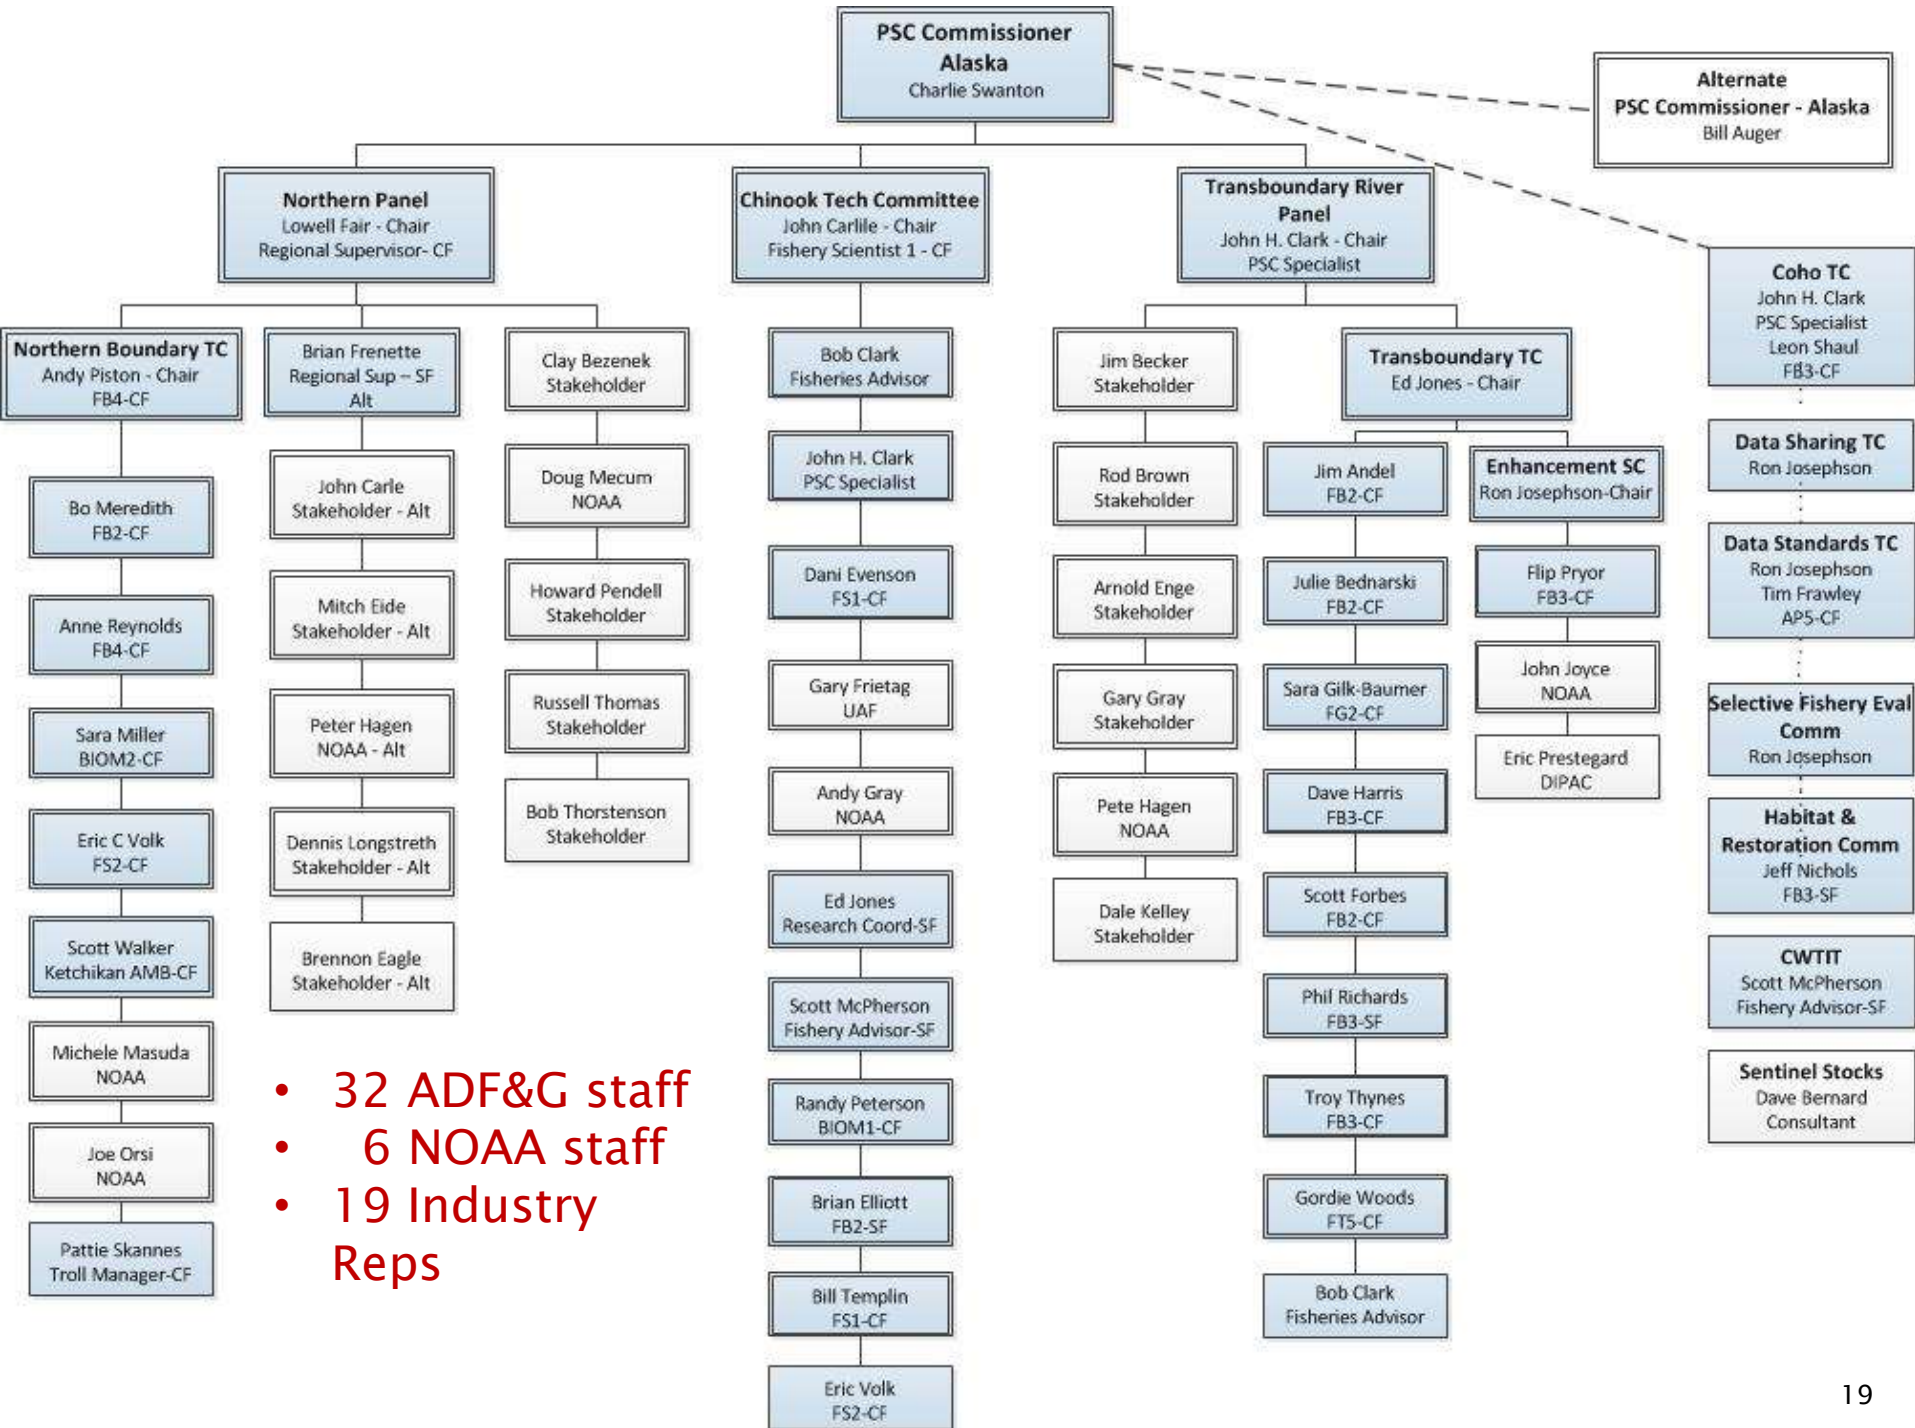 PSC Commissioner
Alaska
Charlie Swanton
Alternate
PSC Commissioner - Alaska
Bill Auger
Northern Panel
Lowell Fair - Chair
Regional Supervisor- CF
Chinook Tech Committee
John Carlile - Chair
Fishery Scientist 1 - CF
Transboundary River
Panel
John H. Clark - Chair
PSC Specialist
Northern Boundary TC
Andy Piston - Chair
FB4-CF
Bo Meredith
FB2-CF
Anne Reynolds
FB4-CF
Sara Miller
BIOM2-CF
Eric C Volk
FS2-CF
Scott Walker
Ketchikan AMB-CF
Michele Masuda
NOAA
Joe Orsi
NOAA
Pattie Skannes
Troll Manager-CF
Brian Frenette
Regional Sup – SF
Alt
John Carle
Stakeholder - Alt
Mitch Eide
Stakeholder - Alt
Peter Hagen
NOAA - Alt
Dennis Longstreth
Stakeholder - Alt
Brennon Eagle
Stakeholder - Alt
Clay Bezenek
Stakeholder
Doug Mecum
NOAA
Howard Pendell
Stakeholder
Russell Thomas
Stakeholder
Bob Thorstenson
Stakeholder
• 32 ADF&G staff
• 6 NOAA staff
• 19 Industry
Reps
Bob Clark
Fisheries Advisor
John H. Clark
PSC Specialist
Dani Evenson
FS1-CF
Gary Frietag
UAF
Andy Gray
NOAA
Ed Jones
Research Coord-SF
Scott McPherson
Fishery Advisor-SF
Randy Peterson
BIOM1-CF
Brian Elliott
FB2-SF
Bill Templin
FS1-CF
Eric Volk
FS2-CF
Jim Becker
Stakeholder
Rod Brown
Stakeholder
Arnold Enge
Stakeholder
Gary Gray
Stakeholder
Pete Hagen
NOAA
Dale Kelley
Stakeholder
Transboundary TC
Ed Jones - Chair
Jim Andel
FB2-CF
Julie Bednarski
FB2-CF
Sara Gilk-Baumer
FG2-CF
Dave Harris
FB3-CF
Scott Forbes
FB2-CF
Phil Richards
FB3-SF
Troy Thynes
FB3-CF
Gordie Woods
FT5-CF
Bob Clark
Fisheries Advisor
Enhancement SC
Ron Josephson-Chair
Flip Pryor
FB3-CF
John Joyce
NOAA
Eric Prestegard
DIPAC
Coho TC
John H. Clark
PSC Specialist
Leon Shaul
FB3-CF
Data Sharing TC
Ron Josephson
Data Standards TC
Ron Josephson
Tim Frawley
AP5-CF
Selective Fishery Eval
Comm
Ron Josephson
Habitat &
Restoration Comm
Jeff Nichols
FB3-SF
CWTIT
Scott McPherson
Fishery Advisor-SF
Sentinel Stocks
Dave Bernard
Consultant
19